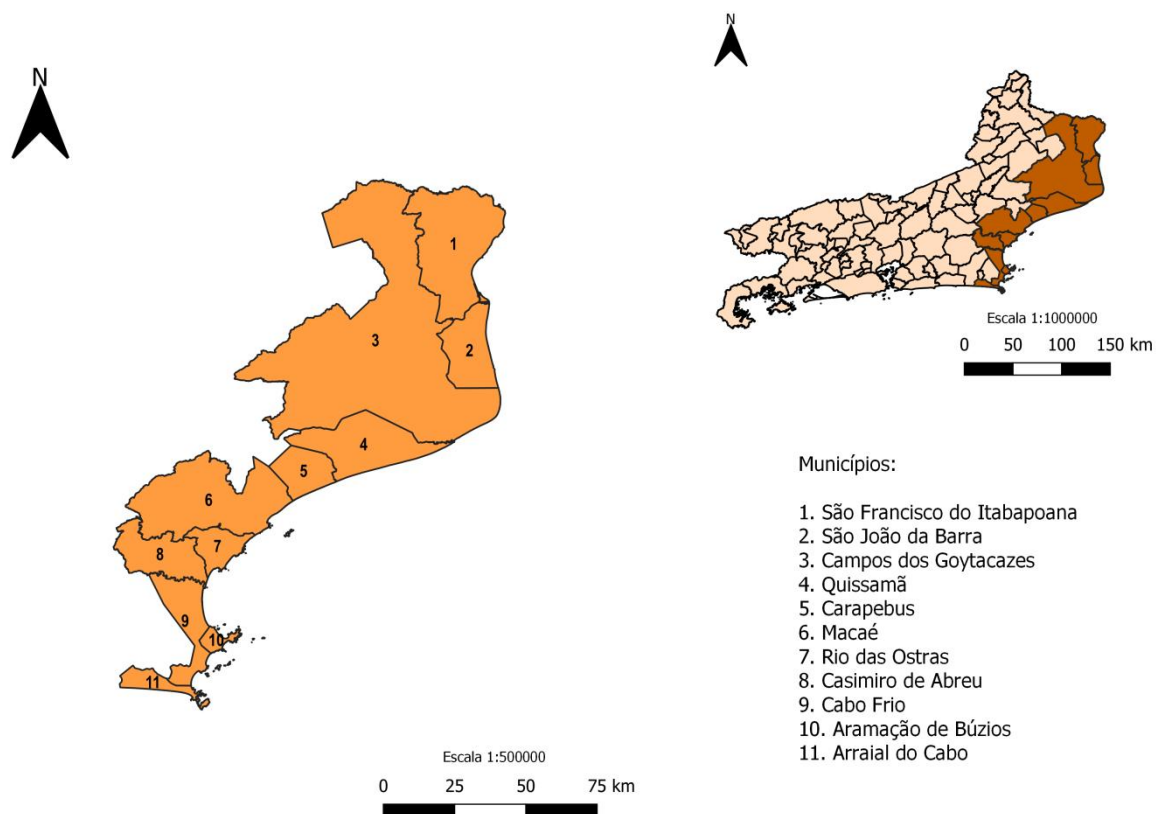 N
N
1
2
3
4
5
6
7
8
9
10
11
Escala 1:1000000
0 50 100 150 km
Municípios:
1. São Francisco do Itabapoana
2. São João da Barra
3. Campos dos Goytacazes
4. Quissamã
5. Carapebus
6. Macaé
7. Rio das Ostras
8. Casimiro de Abreu
9. Cabo Frio
10. Aramação de Búzios
11. Arraial do Cabo
Escala 1:500000
0 25 50 75 km